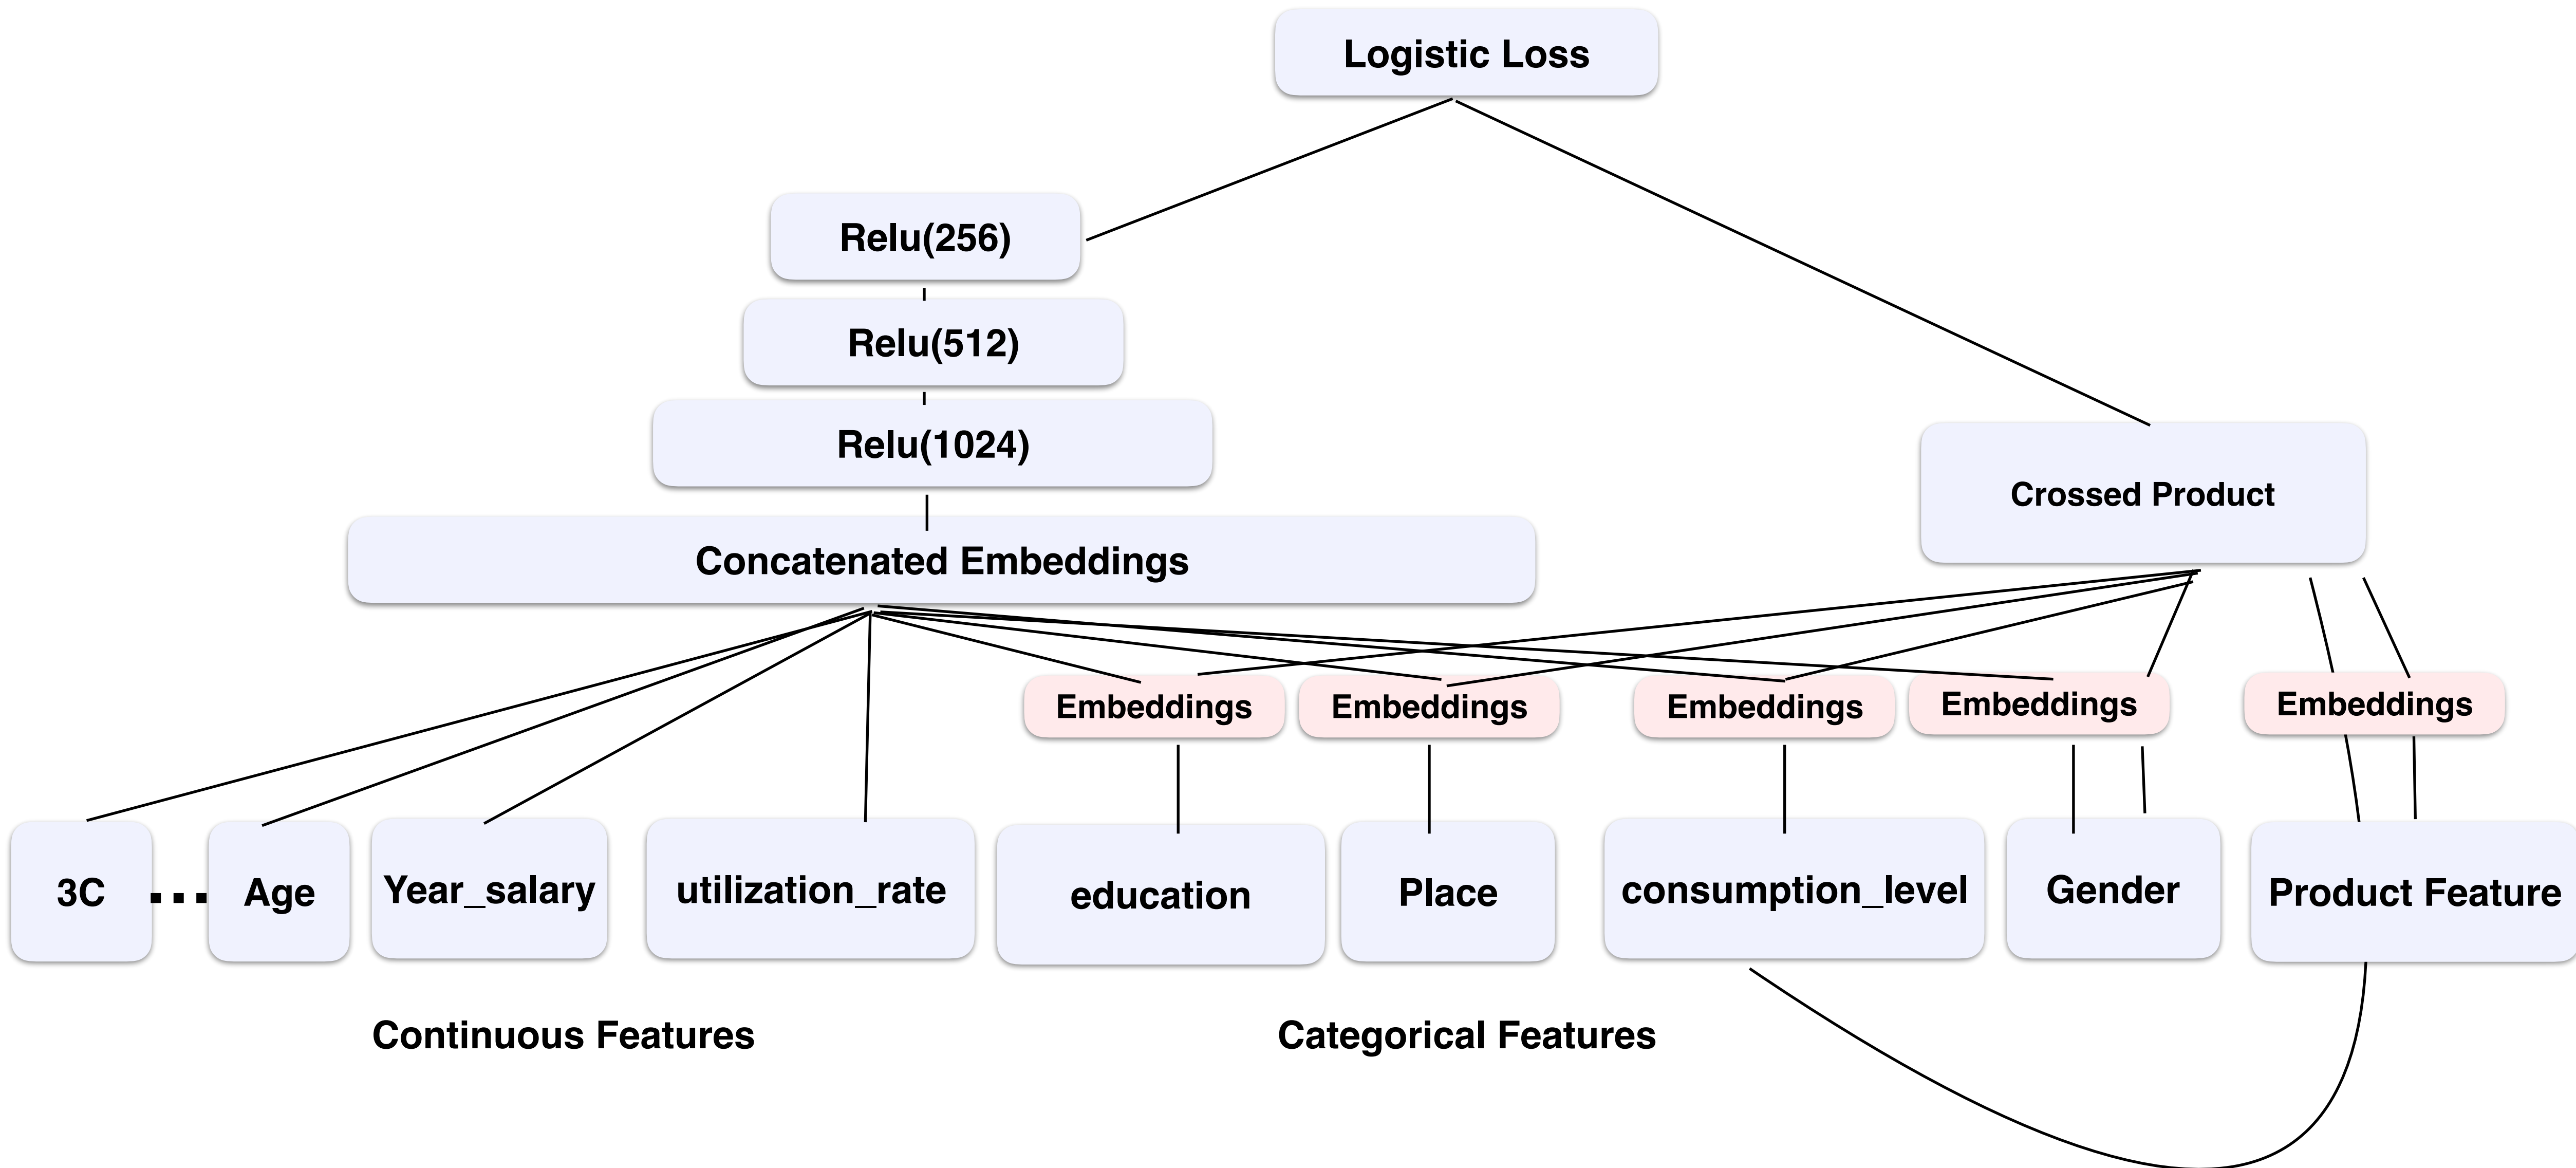 Logistic Loss
Relu(256)
Relu(512)
Relu(1024)
Crossed Product
Concatenated Embeddings
Embeddings
Embeddings
Embeddings
Embeddings
Embeddings
3C
...
Age
Year_salary
utilization_rate
education
Place
consumption_level
Gender
Product Feature
Continuous Features
Categorical Features